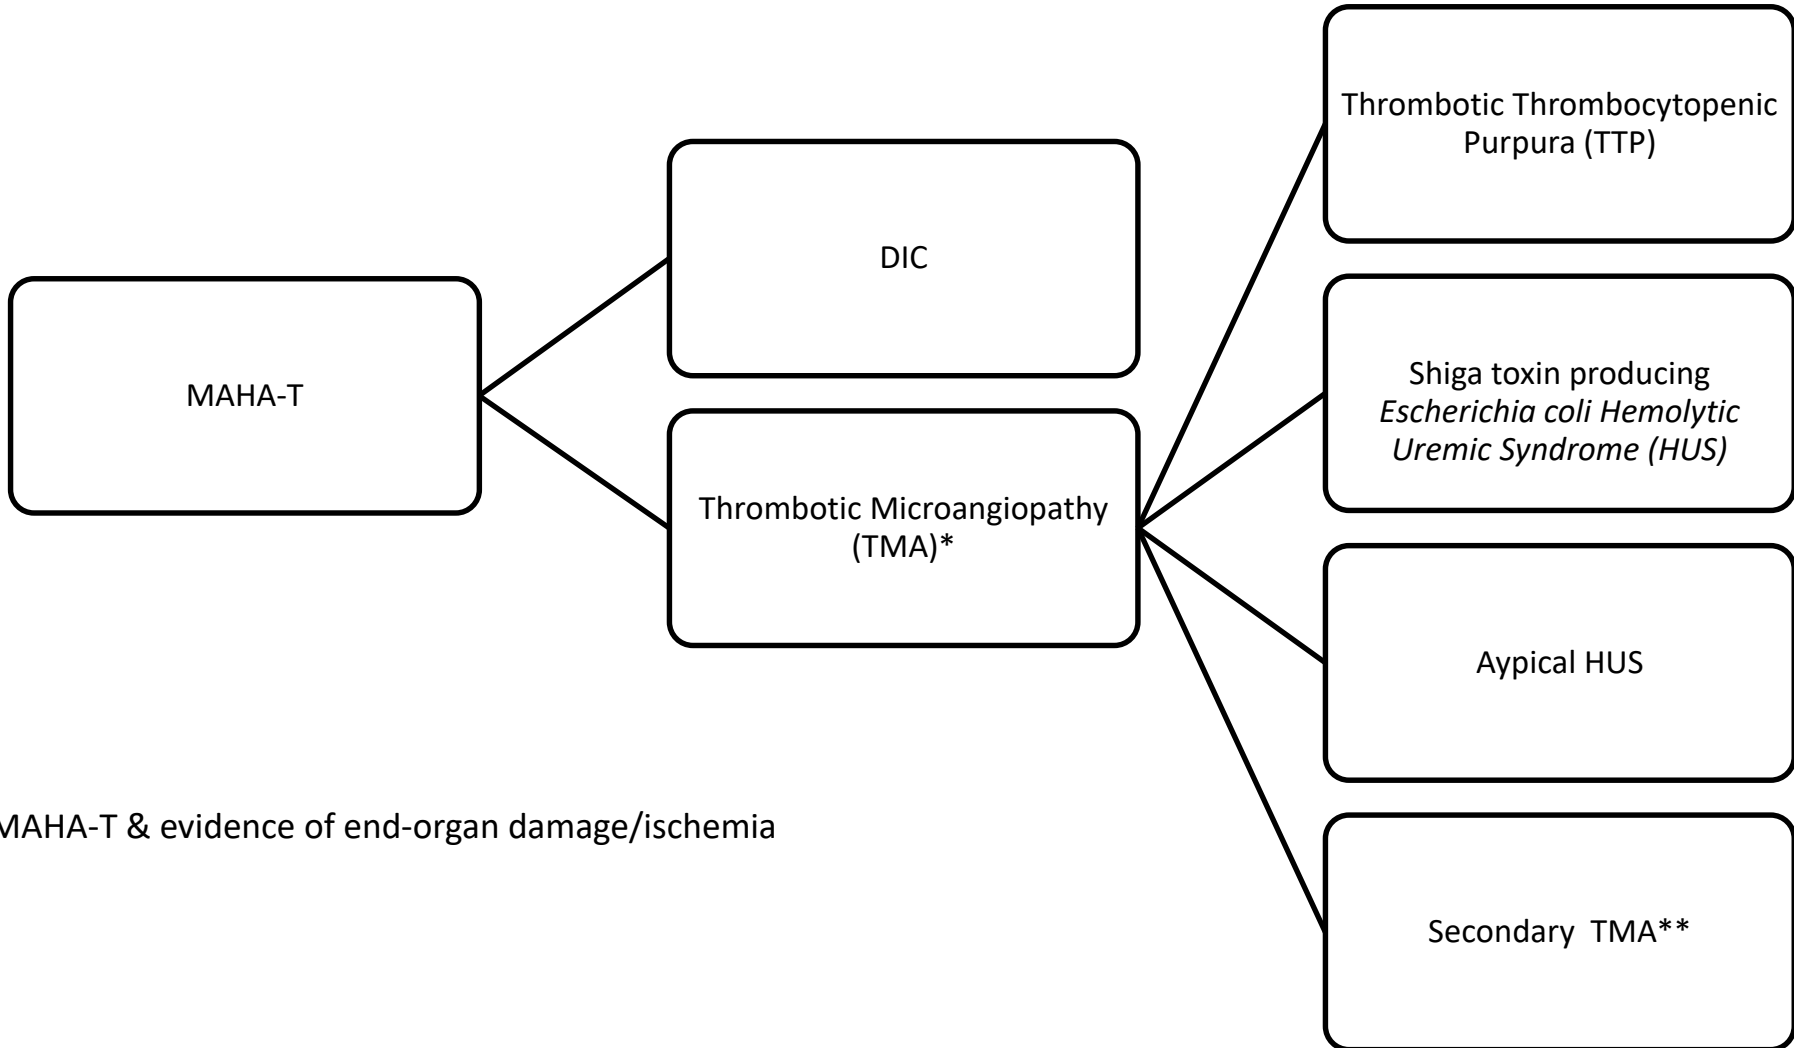 MAHA-T
DIC
Thrombotic Microangiopathy
(TMA)*
Thrombotic Thrombocytopenic
Purpura (TTP)
Shiga toxin producing
Escherichia coli Hemolytic
Uremic Syndrome (HUS)
Aypical HUS
Secondary  TMA**
MAHA-T & evidence of end-organ damage/ischemia